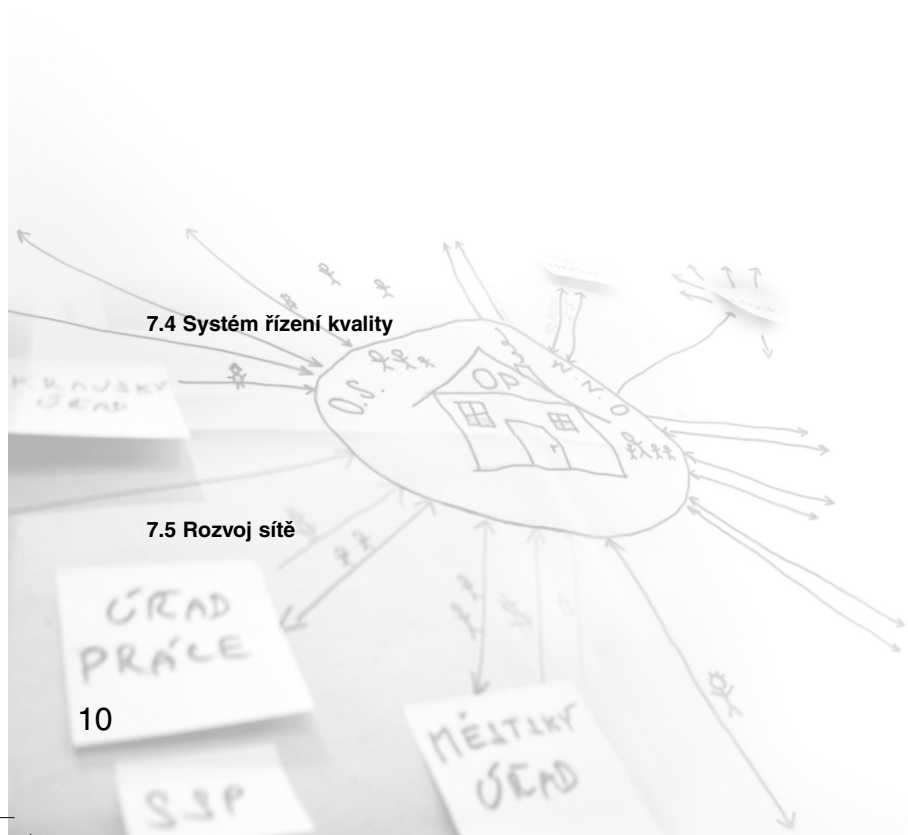 7.4 Systém řízení kvality
KRAJSKÝ
ÚŘAD
O.S.
OP
W.N.O
7.5 Rozvoj sítě
ÚŘAD
PRÁCE
10
MĚSTSKÝ
ÚŘAD
SSP